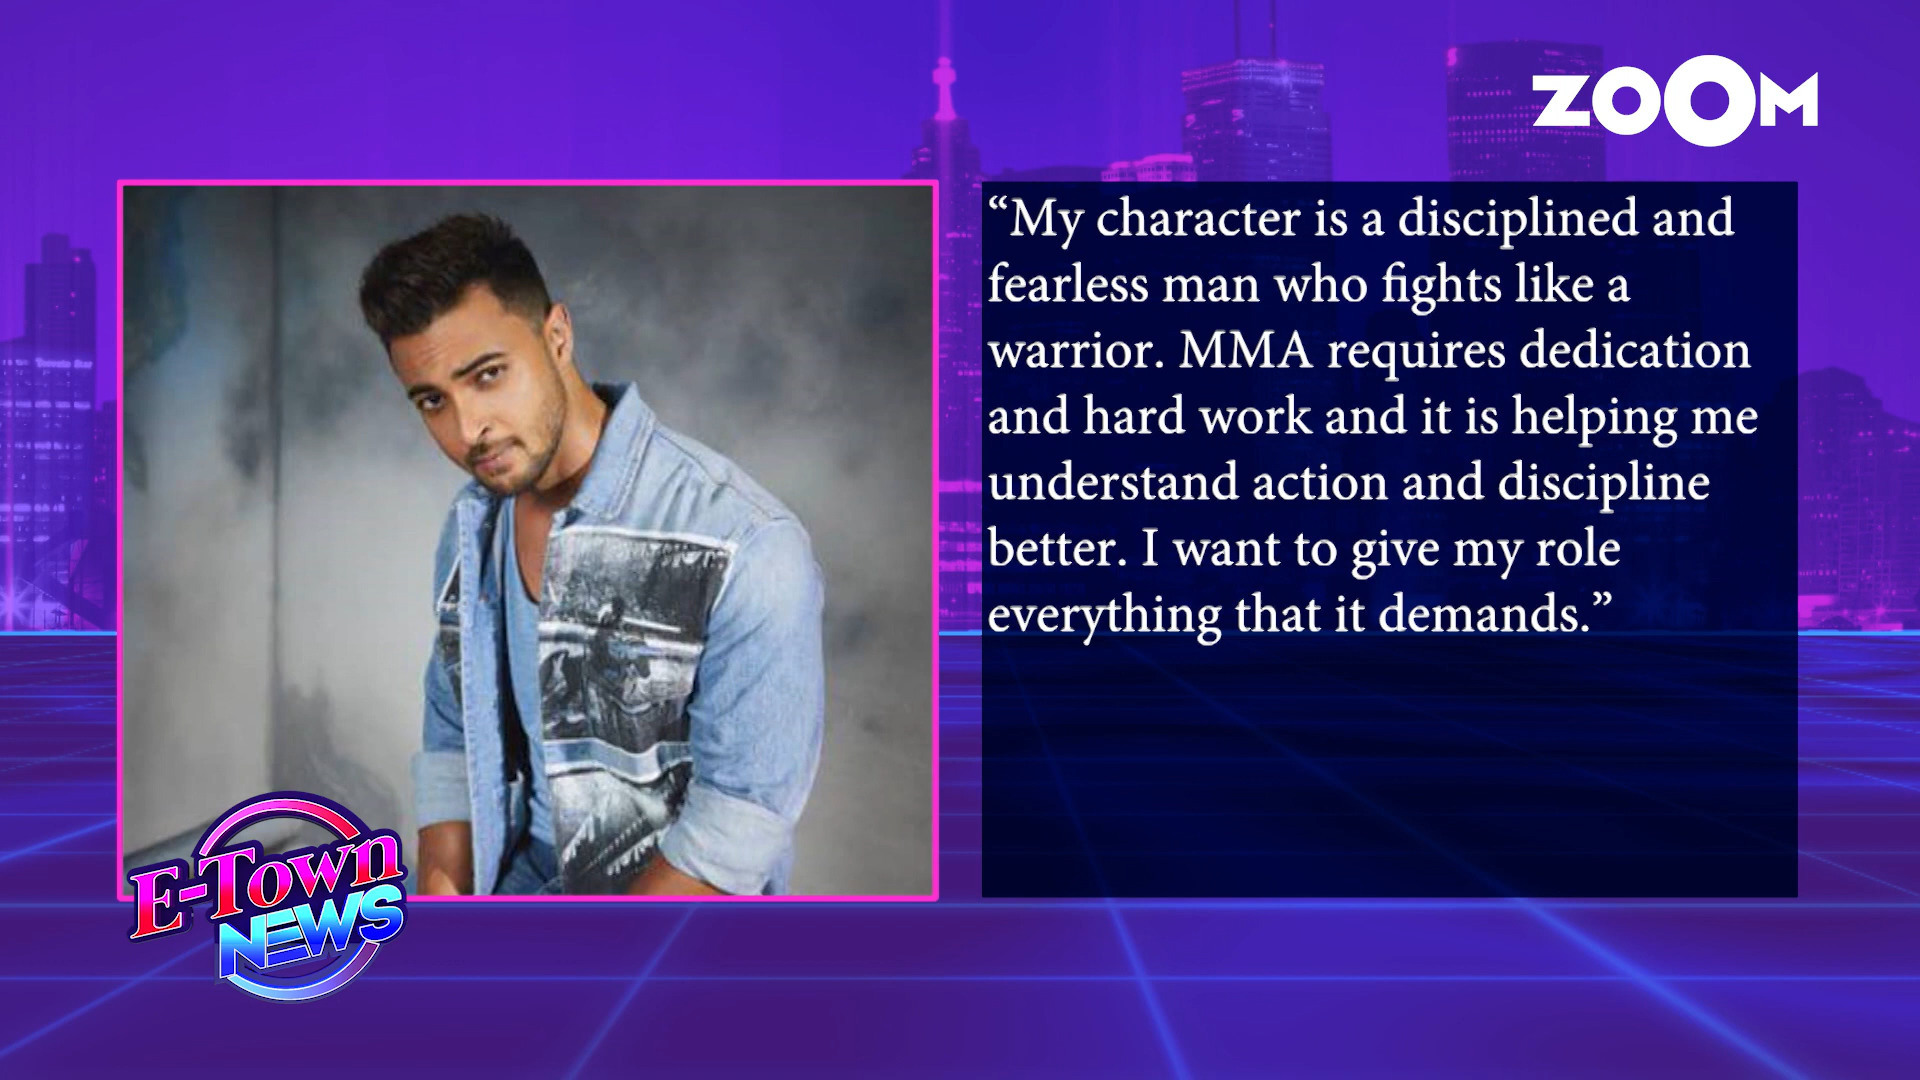 ZOOM
“My character is a disciplined and
fearless man who fights like a
warrior. MMA requires dedication
and hard work and it is helping me
understand action and discipline
better. I want to give my role
everything that it demands.”
Toronto Star
E-Town
NEWS